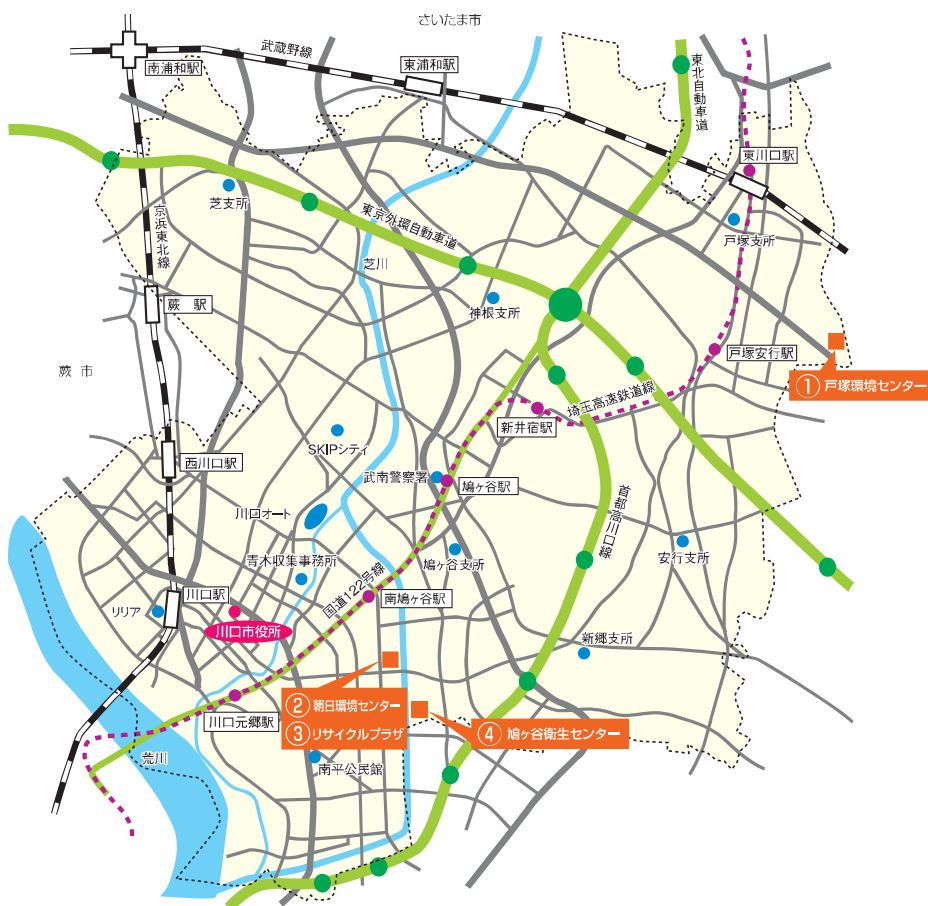 さいたま市
武蔵野線
南浦和駅
東浦和駅
東北自動車道
東川口駅
芝支所
京浜東北線
東京外環自動車道
戸塚支所
芝川
神根支所
蕨　駅
戸塚安行駅
蕨 市
① 戸塚環境センター
埼玉高速鉄道線
新井宿駅
SKIPシティ
西川口駅
武南警察署
鳩ヶ谷駅
首都高川口線
川口オート
青木収集事務所
鳩ヶ谷支所
安行支所
国道122号線
川口駅
南鳩ヶ谷駅
リリア
川口市役所
新郷支所
② 朝日環境センター
③ リサイクルプラザ
川口元郷駅
④ 鳩ヶ谷衛生センター
荒川
南平公民館